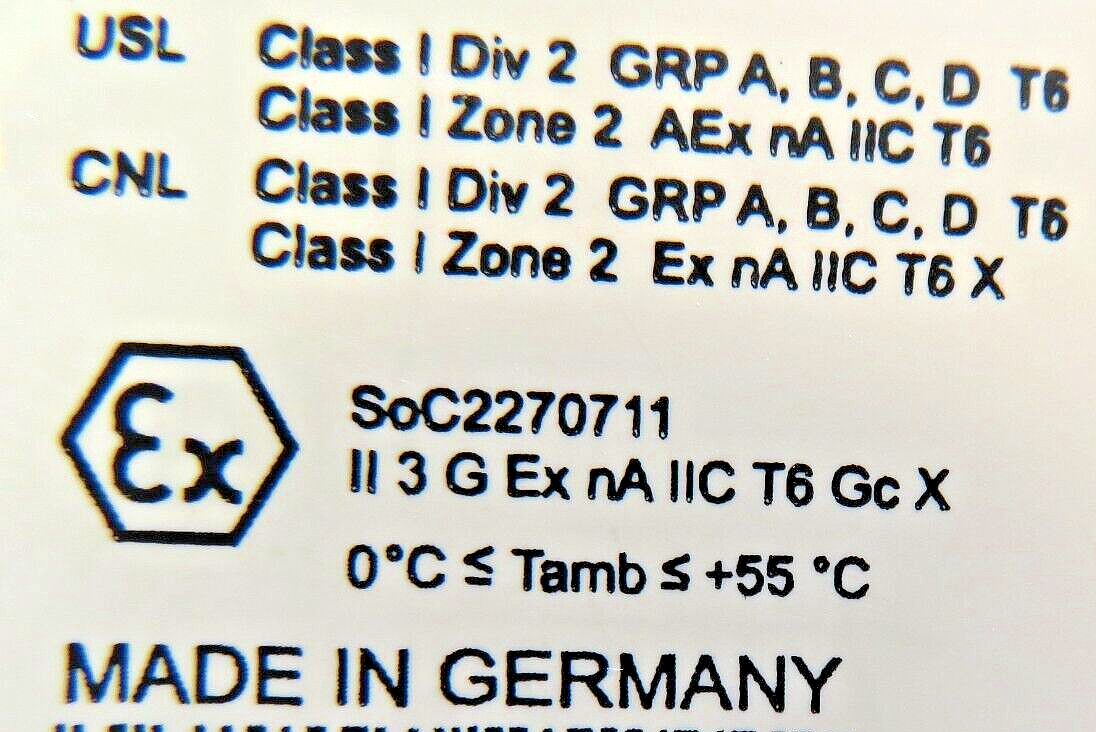 USL Class I Div 2 GRP A, B, C, D T6
Class I Zone 2 AEx nA IIC T6
CNL Class I Div 2 GRP A, B, C, D T6
Class I Zone 2 Ex nA IIC T6 X
Ex
SoC2270711
II 3 G Ex nA IIC T6 Gc X
0°C ≤ Tamb ≤ +55 °C
MADE IN GERMANY